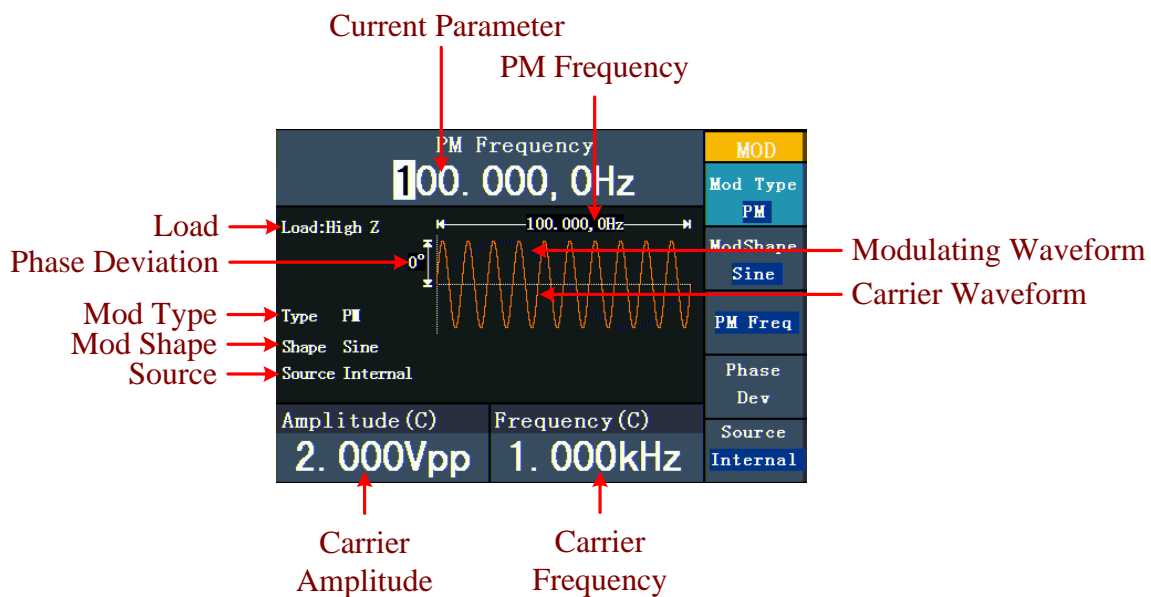 Current Parameter
PM Frequency
PM Frequency
100.000,0Hz
MOD
Mod Type
PM
ModShape
Sine
PM Freq
Phase
Dev
Source
Internal
Load
Load:High Z
100.000,0Hz
Phase Deviation
0°
Modulating Waveform
Carrier Waveform
Mod Type
Type PM
Mod Shape
Shape Sine
Source
Source Internal
Amplitude(C)
2.000Vpp
Frequency(C)
1.000kHz
Carrier
Amplitude
Carrier
Frequency